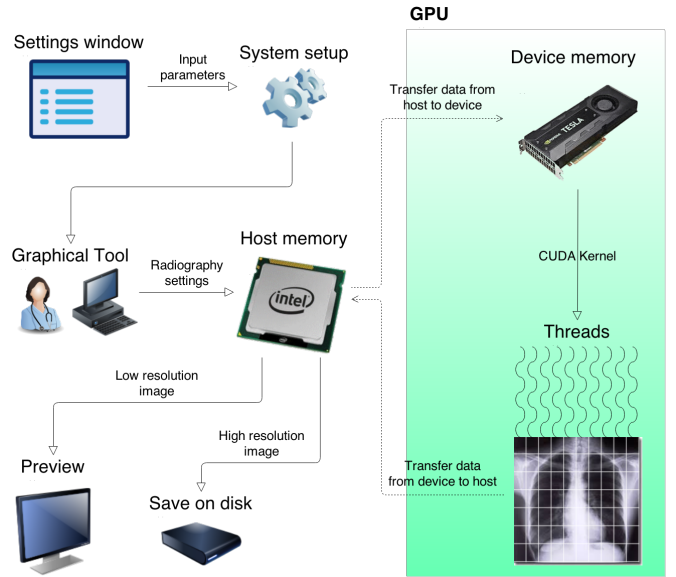 GPU
Settings window
Input
parameters
System setup
Device memory
Transfer data from
host to device
TESLA
CUDA Kernel
Graphical Tool
Radiography
settings
Host memory
intel
Threads
Low resolution
image
High resolution
image
Preview
Save on disk
Transfer data
from device to host